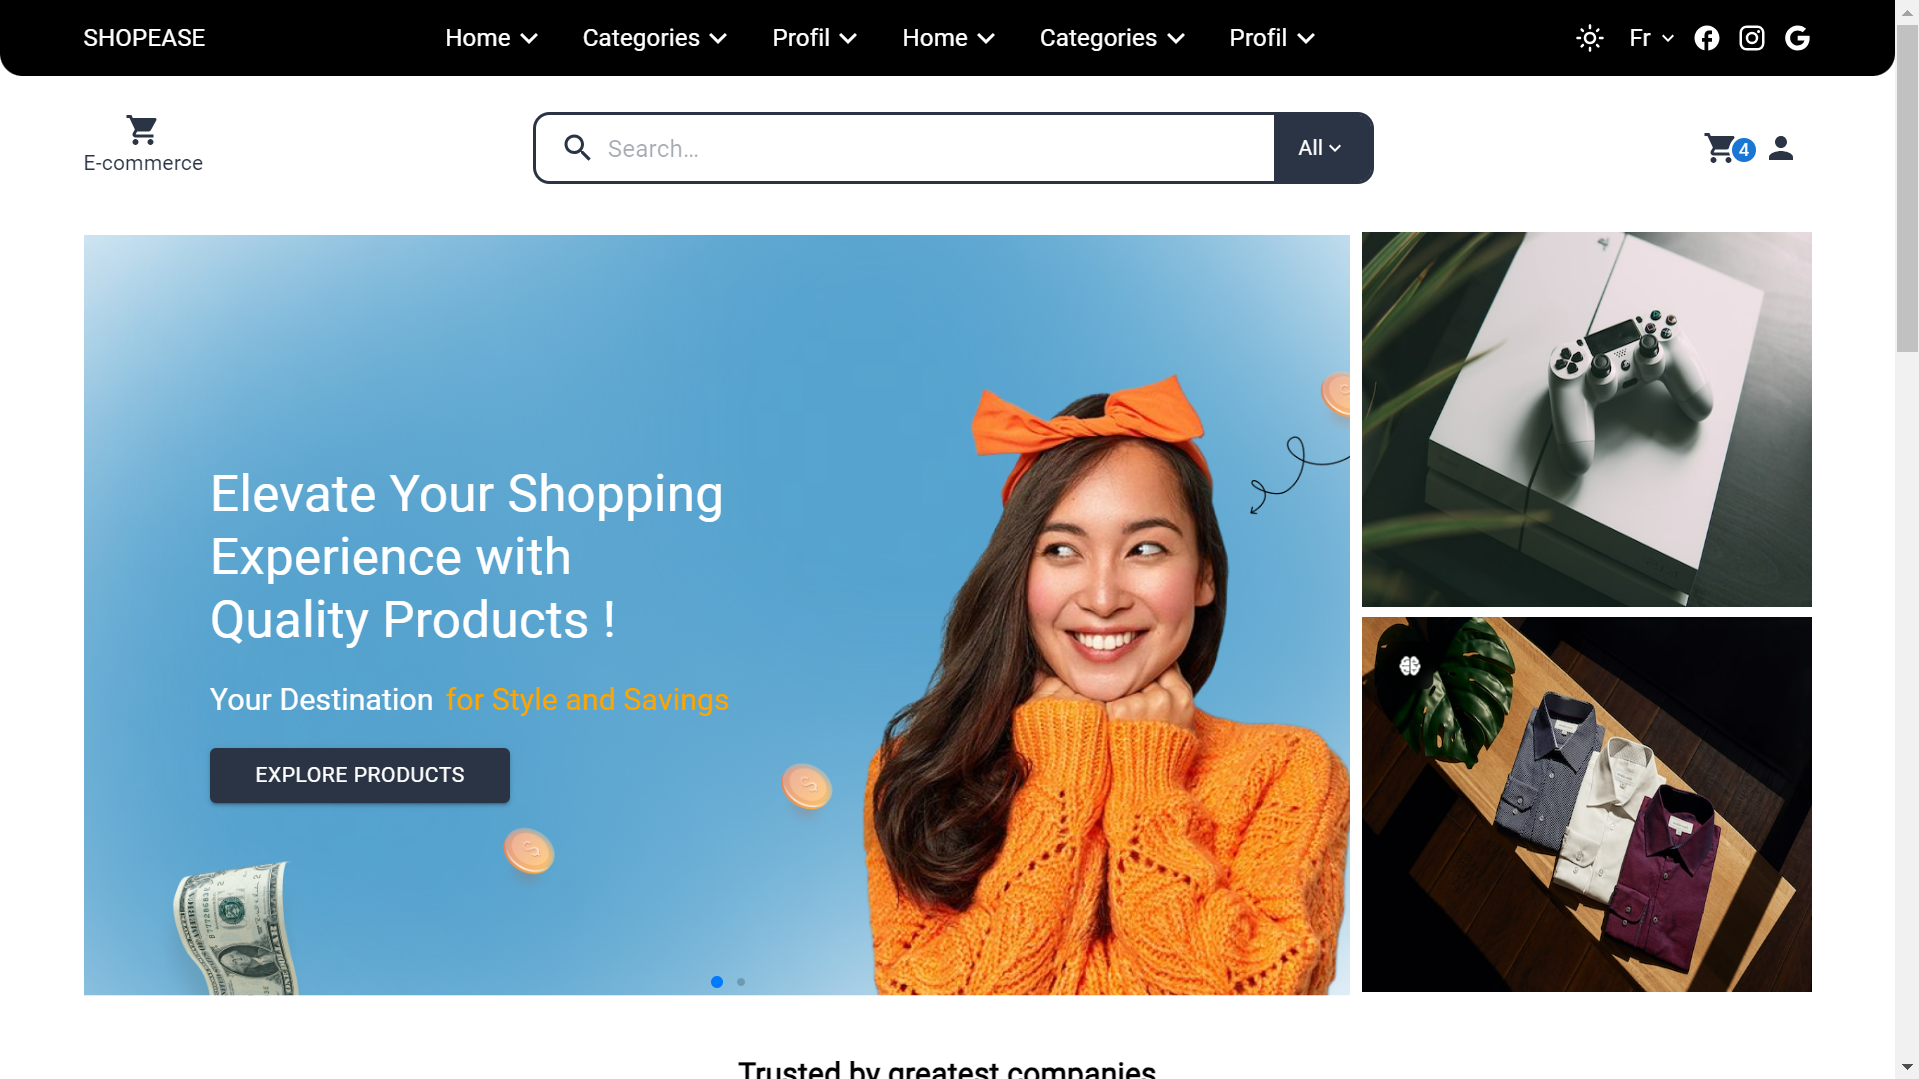 SHOPEASE Home Categories Profil Home Categories Profil Fr
E-commerce
Search...
All
4
Elevate Your Shopping
Experience with
Quality Products !
Your Destination for Style and Savings
EXPLORE PRODUCTS
Trusted by greatest companies